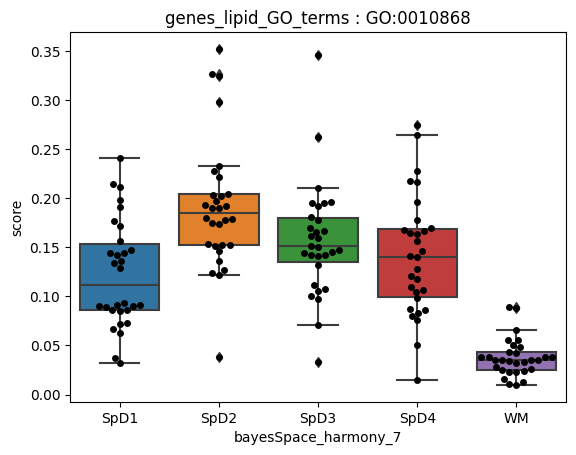 genes_lipid_GO_terms : GO:0010868
0.35
0.30
0.25
0.20
0.15
0.10
0.05
0.00
score
SpD1 SpD2 SpD3 SpD4 WM
bayesSpace_harmony_7